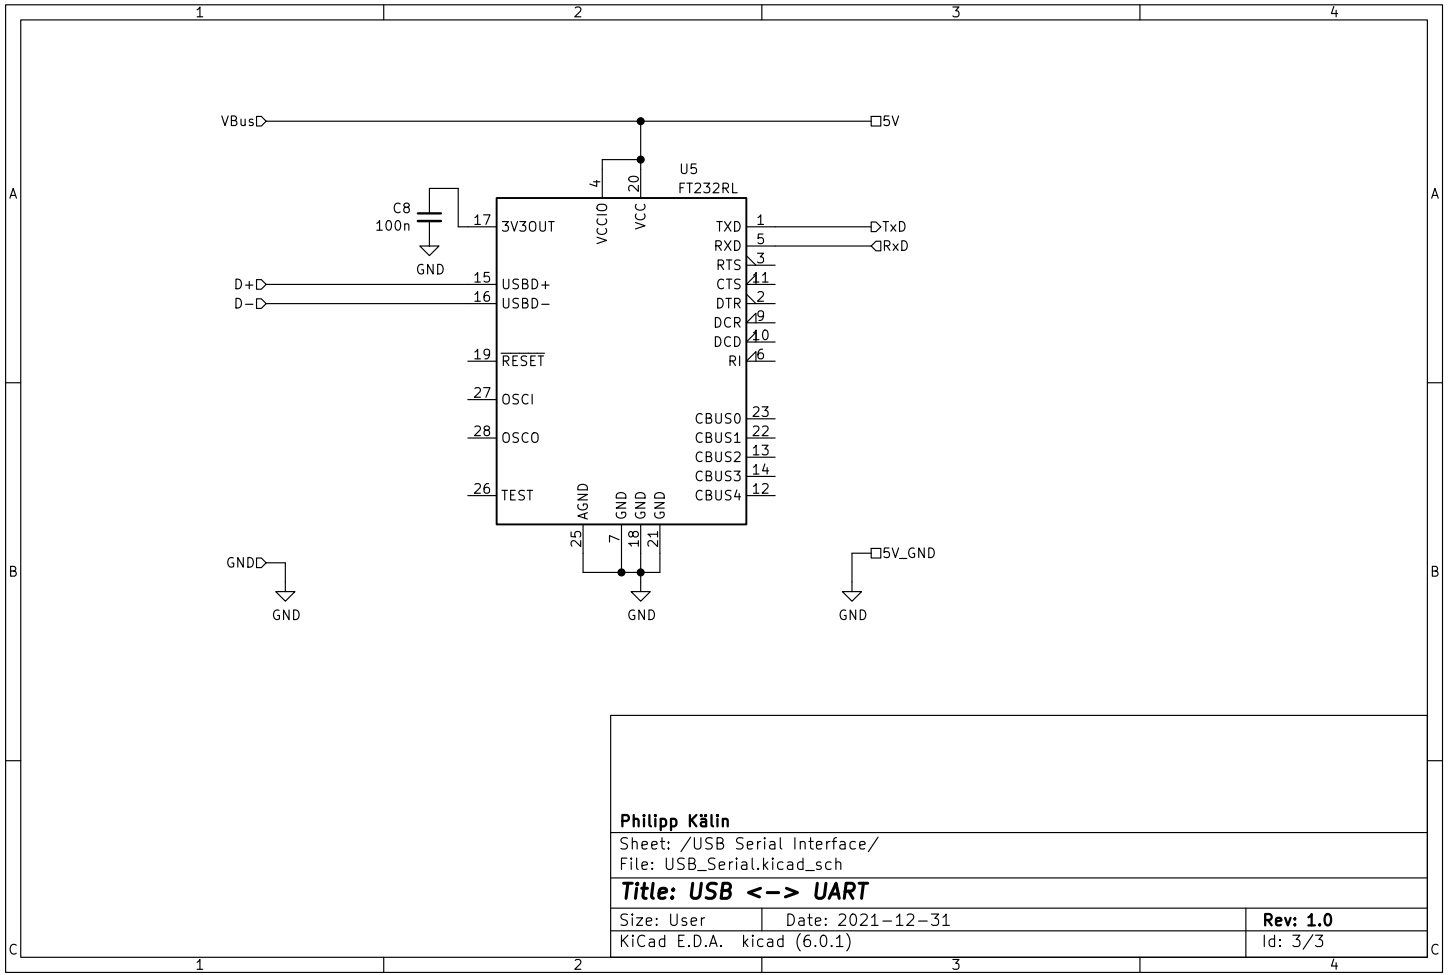 1 2 3 4
VBus 5V
U5
FT232RL
4 20
A A
C8
100n
17 3V3OUT VCCIO VCC TXD 1 TxD
RXD 5 RxD
GND
RTS 3
D+ 15 USBD+ CTS 11
D- 16 USBD- DTR 2
DCR 9
DCD 10
19 RESET RI 6
27 OSCI
CBUS0 23
28 OSCO CBUS1 22
CBUS2 13
CBUS3 14
26 TEST CBUS4 12
AGND GND GND GND
25 7 18 21
5V_GND
GND
B B
GND GND GND
Philipp Kälin
Sheet: /USB Serial Interface/
File: USB_Serial.kicad_sch
Title: USB <-> UART
Size: User Date: 2021-12-31 Rev: 1.0
KiCad E.D.A. kicad (6.0.1) Id: 3/3
C C
1 2 3 4